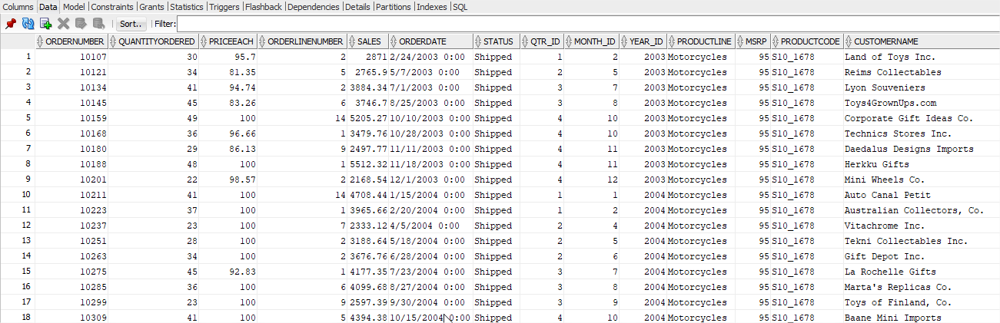 Columns Data Model Constraints Grants Statistics Triggers Flashback Dependencies Details Partitions Indexes SQL
Sort.. Filter:
ORDERNUMBER QUANTITYORDERED PRICEEACH ORDERLINENUMBER SALES ORDERDATE STATUS QTR_ID MONTH_ID YEAR_ID PRODUCTLINE MSRP PRODUCTCODE CUSTOMERNAME
1 10107 30 95.7 2 2871 2/24/2003 0:00 Shipped 1 2 2003 Motorcycles 95 S10_1678 Land of Toys Inc.
2 10121 34 81.35 5 2765.9 5/7/2003 0:00 Shipped 2 5 2003 Motorcycles 95 S10_1678 Reims Collectables
3 10134 41 94.74 2 3884.34 7/1/2003 0:00 Shipped 3 7 2003 Motorcycles 95 S10_1678 Lyon Souveniers
4 10145 45 83.26 6 3746.7 8/25/2003 0:00 Shipped 3 8 2003 Motorcycles 95 S10_1678 Toys4GrownUps.com
5 10159 49 100 14 5205.27 10/10/2003 0:00 Shipped 4 10 2003 Motorcycles 95 S10_1678 Corporate Gift Ideas Co.
6 10168 36 96.66 1 3479.76 10/28/2003 0:00 Shipped 4 10 2003 Motorcycles 95 S10_1678 Technics Stores Inc.
7 10180 29 86.13 9 2497.77 11/11/2003 0:00 Shipped 4 11 2003 Motorcycles 95 S10_1678 Daedalus Designs Imports
8 10188 48 100 1 5512.32 11/18/2003 0:00 Shipped 4 11 2003 Motorcycles 95 S10_1678 Herkku Gifts
9 10201 22 98.57 2 2168.54 12/1/2003 0:00 Shipped 4 12 2003 Motorcycles 95 S10_1678 Mini Wheels Co.
10 10211 41 100 14 4708.44 1/15/2004 0:00 Shipped 1 1 2004 Motorcycles 95 S10_1678 Auto Canal Petit
11 10223 37 100 1 3965.66 2/20/2004 0:00 Shipped 1 2 2004 Motorcycles 95 S10_1678 Australian Collectors, Co.
12 10237 23 100 7 2333.12 4/5/2004 0:00 Shipped 2 4 2004 Motorcycles 95 S10_1678 Vitachrome Inc.
13 10251 28 100 2 3188.64 5/18/2004 0:00 Shipped 2 5 2004 Motorcycles 95 S10_1678 Tekni Collectables Inc.
14 10263 34 100 2 3676.76 6/28/2004 0:00 Shipped 2 6 2004 Motorcycles 95 S10_1678 Gift Depot Inc.
15 10275 45 92.83 1 4177.35 7/23/2004 0:00 Shipped 3 7 2004 Motorcycles 95 S10_1678 La Rochelle Gifts
16 10285 36 100 6 4099.68 8/27/2004 0:00 Shipped 3 8 2004 Motorcycles 95 S10_1678 Marta's Replicas Co.
17 10299 23 100 9 2597.39 9/30/2004 0:00 Shipped 3 9 2004 Motorcycles 95 S10_1678 Toys of Finland, Co.
18 10309 41 100 5 4394.38 10/15/2004 0:00 Shipped 4 10 2004 Motorcycles 95 S10_1678 Baane Mini Imports